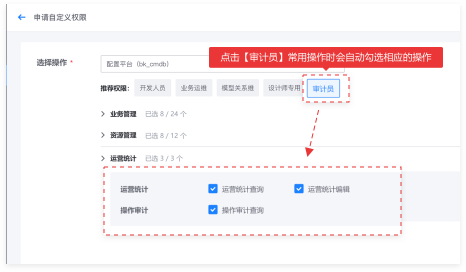 ← 申请自定义权限
点击【审计员】常用操作时会自动勾选相应的操作
选择操作 *
配置平台（bk_cmdb）
推荐权限： 开发人员 业务运维 模型关系维 设计师专用 审计员
业务管理 已选 8 / 24 个
资源管理 已选 8 / 12 个
运营统计 已选 3 / 3 个
运营统计 运营统计查询 运营统计编辑
操作审计 操作审计查询